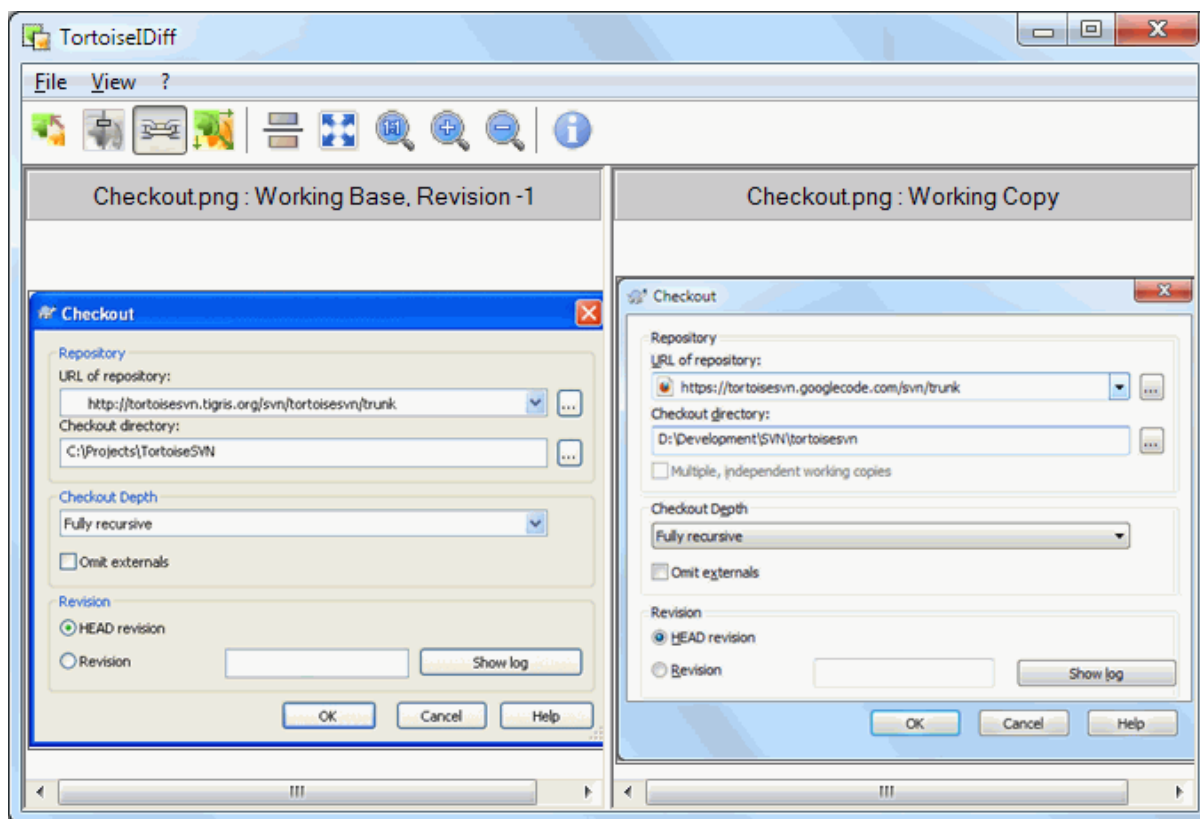 TortoiseIDiff
File View ?
1:1
Checkout.png : Working Base, Revision -1
Checkout
Repository
URL of repository:
http://tortoisesvn.tigris.org/svn/tortoisesvn/trunk
...
Checkout directory:
C:\Projects\TortoiseSVN
...
Checkout Depth
Fully recursive
Omit externals
Revision
HEAD revision
Revision
Show log
OK Cancel Help
Checkout.png : Working Copy
Checkout
Repository
URL of repository:
https://tortoisesvn.googlecode.com/svn/trunk
...
Checkout directory:
D:\Development\SVN\tortoisesvn
...
Multiple, independent working copies
Checkout Depth
Fully recursive
Omit externals
Revision
HEAD revision
Revision
Show log
OK Cancel Help